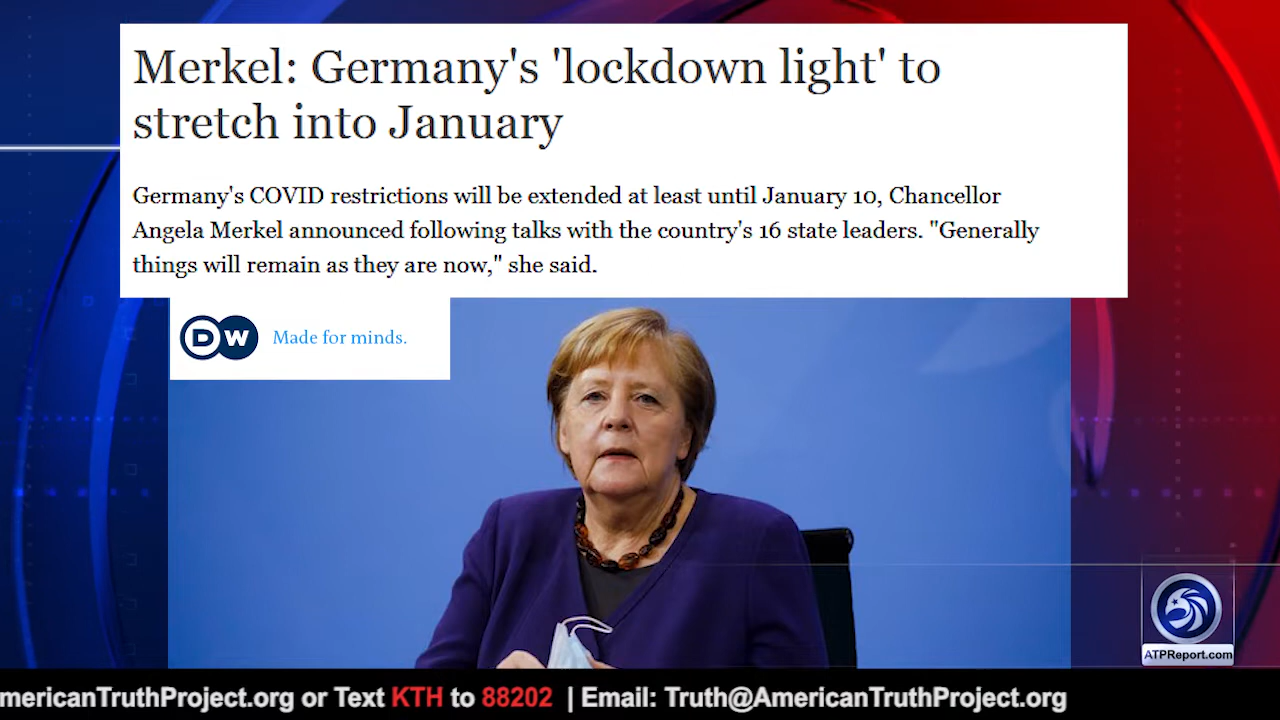 Merkel: Germany's 'lockdown light' to
stretch into January
Germany's COVID restrictions will be extended at least until January 10, Chancellor
Angela Merkel announced following talks with the country's 16 state leaders. "Generally
things will remain as they are now," she said.
DW Made for minds.
ATPReport.com
mericanTruthProject.org or Text KTH to 88202 | Email: Truth@AmericanTruthProject.org